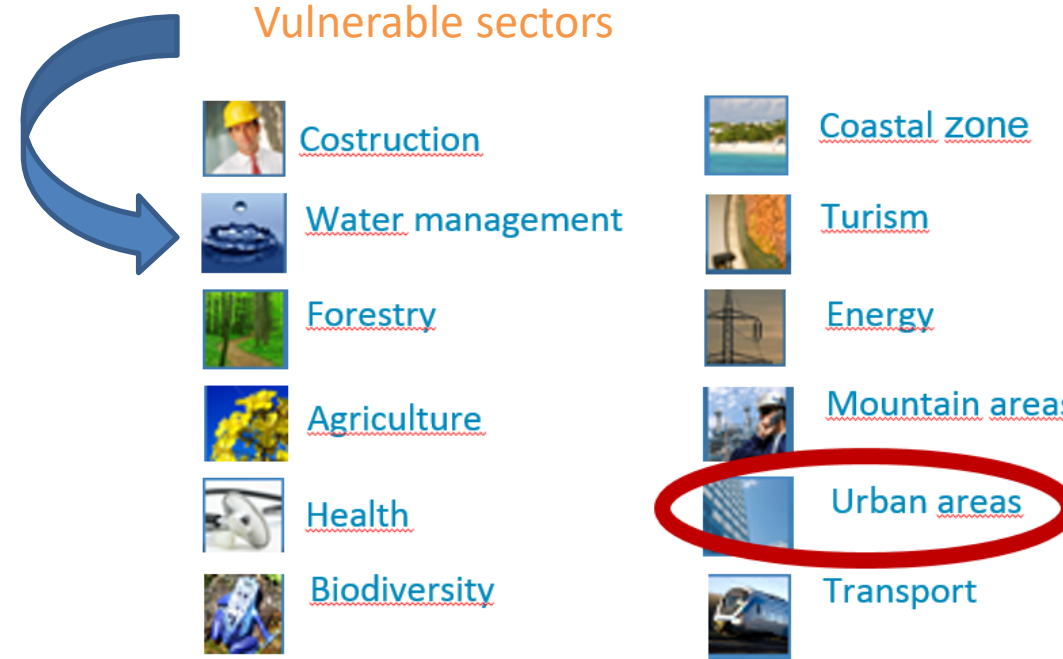 Vulnerable sectors
Costruction
Water management
Forestry
Agriculture
Health
Biodiversity
Coastal zone
Turism
Energy
Mountain areas
Urban areas
Transport